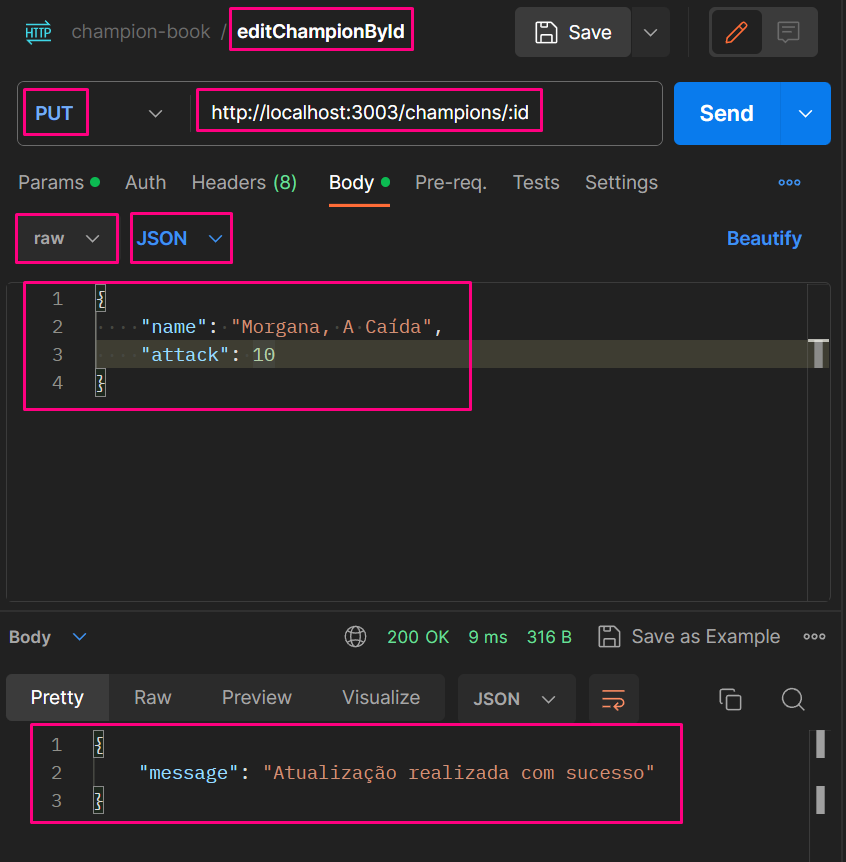 HTTP champion-book / editChampionById Save
PUT http://localhost:3003/champions/:id Send
Params Auth Headers (8) Body Pre-req. Tests Settings
raw JSON Beautify
1 {
2 "name": "Morgana, A Caída",
3 "attack": 10
4 }
Body 200 OK 9 ms 316 B Save as Example
Pretty Raw Preview Visualize JSON
1 {
2 "message": "Atualização realizada com sucesso"
3 }